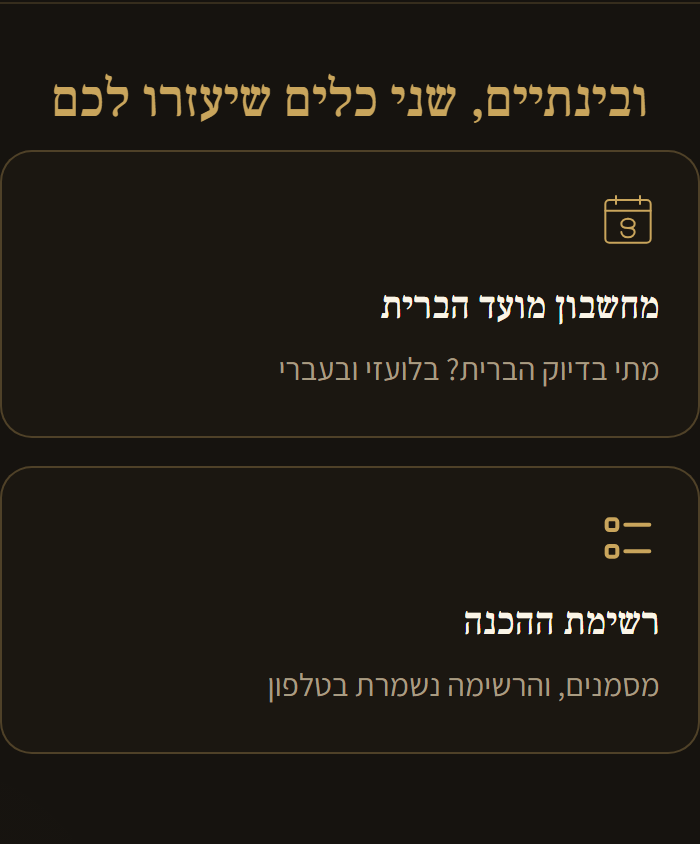 ובינתיים, שני כלים שיעזרו לכם
8
מחשבון מועד הברית
מתי בדיוק הברית? בלועזי ובעברי
רשימת ההכנה
מסמנים, והרשימה נשמרת בטלפון